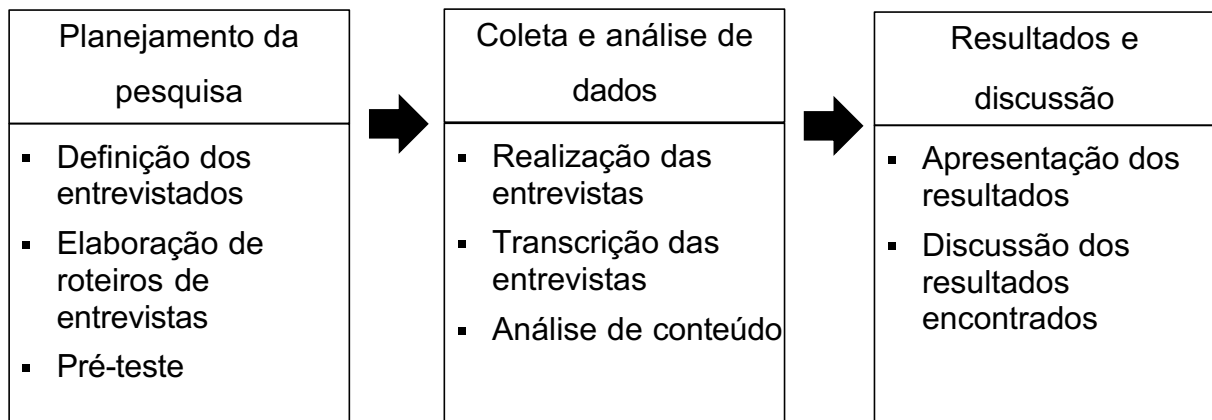 Planejamento da
pesquisa
▪ Definição dos
entrevistados
▪ Elaboração de
roteiros de
entrevistas
▪ Pré-teste
Coleta e análise de
dados
▪ Realização das
entrevistas
▪ Transcrição das
entrevistas
▪ Análise de conteúdo
Resultados e
discussão
▪ Apresentação dos
resultados
▪ Discussão dos
resultados
encontrados